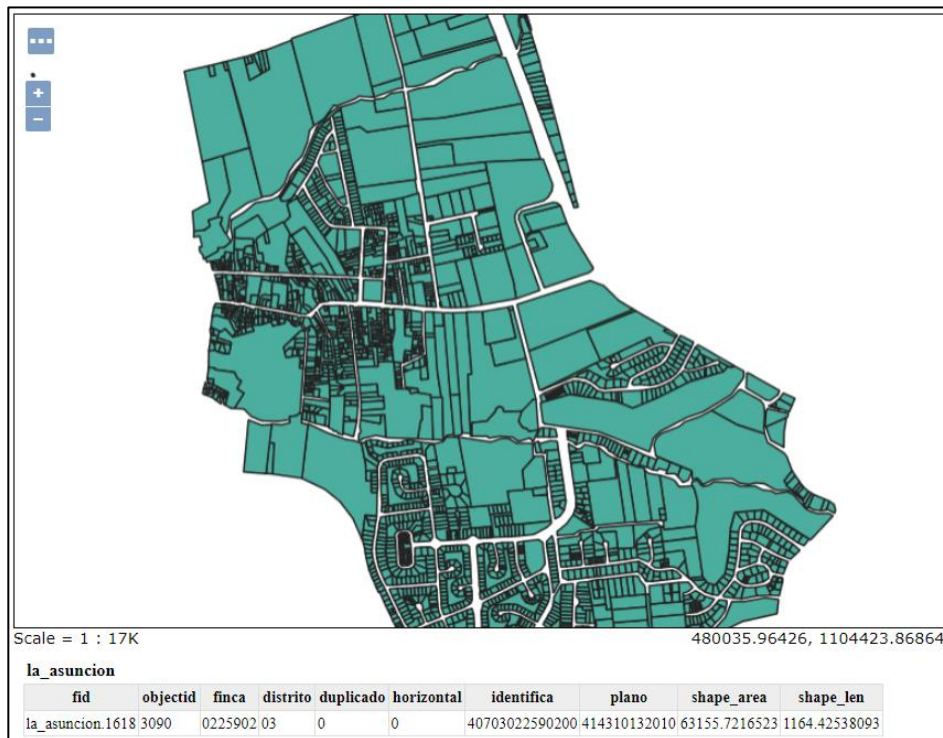 ...
+
−
Scale = 1 : 17K 480035.96426, 1104423.86864
la_asuncion
fid objectid finca distrito duplicado horizontal identifica plano shape_area shape_len
la_asuncion.1618 3090 0225902 03 0 0 40703022590200 414310132010 63155.7216523 1164.42538093